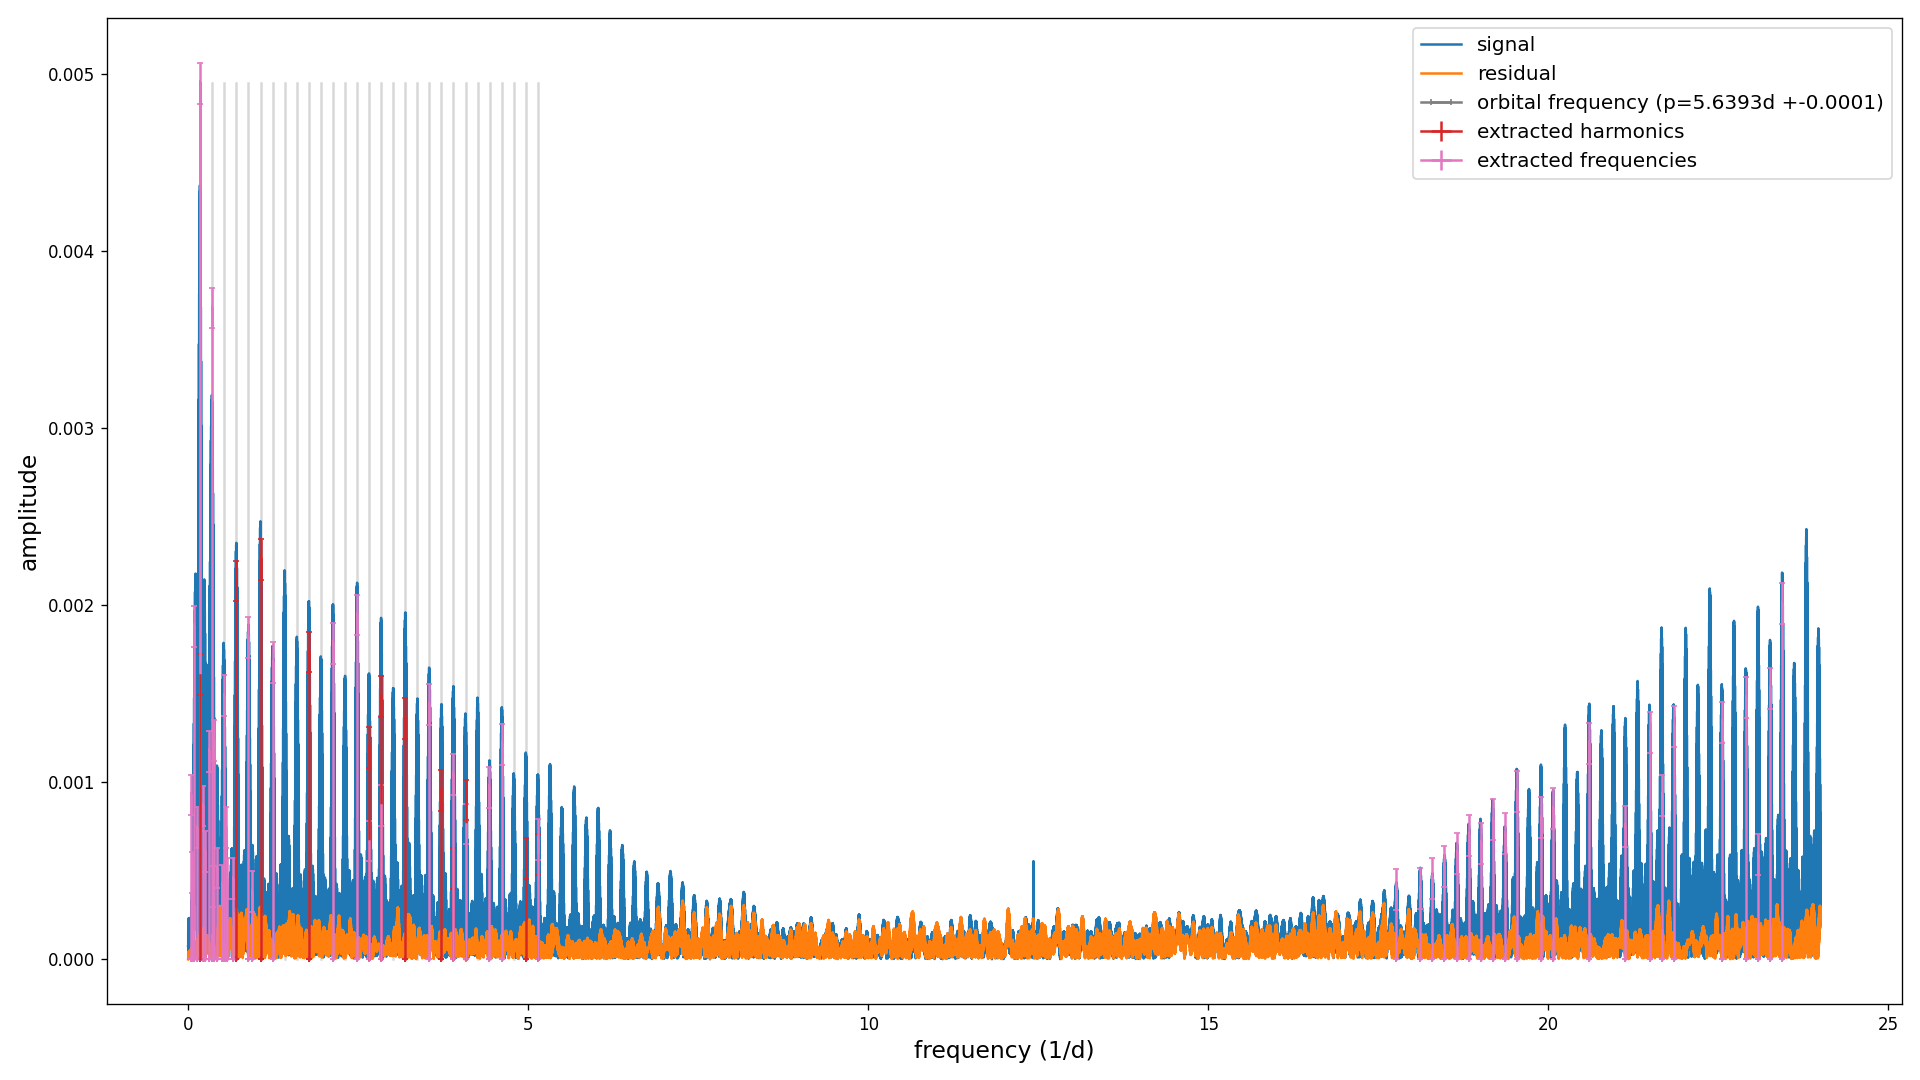 signal
residual
orbital frequency (p=5.6393d +-0.0001)
extracted harmonics
extracted frequencies
0.005
0.004
0.003
0.002
0.001
0.000
amplitude
0
5
10
15
20
25
frequency (1/d)